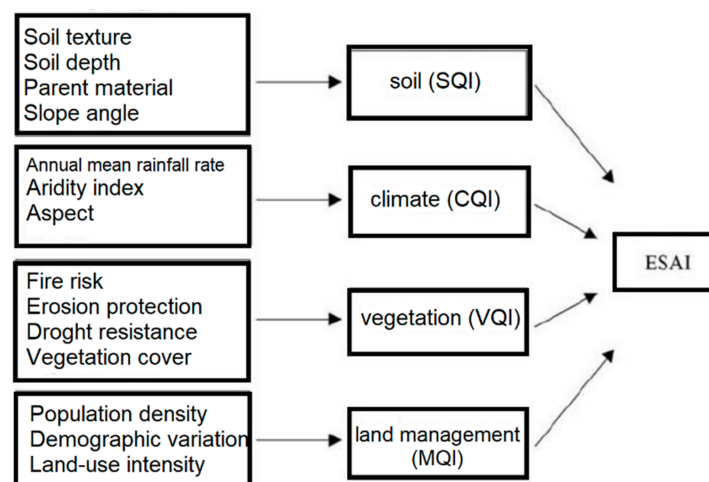 Soil texture
Soil depth
Parent material
Slope angle
soil (SQI)
Annual mean rainfall rate
Aridity index
Aspect
climate (CQI)
ESAI
Fire risk
Erosion protection
Droght resistance
Vegetation cover
vegetation (VQI)
Population density
Demographic variation
Land-use intensity
land management
(MQI)